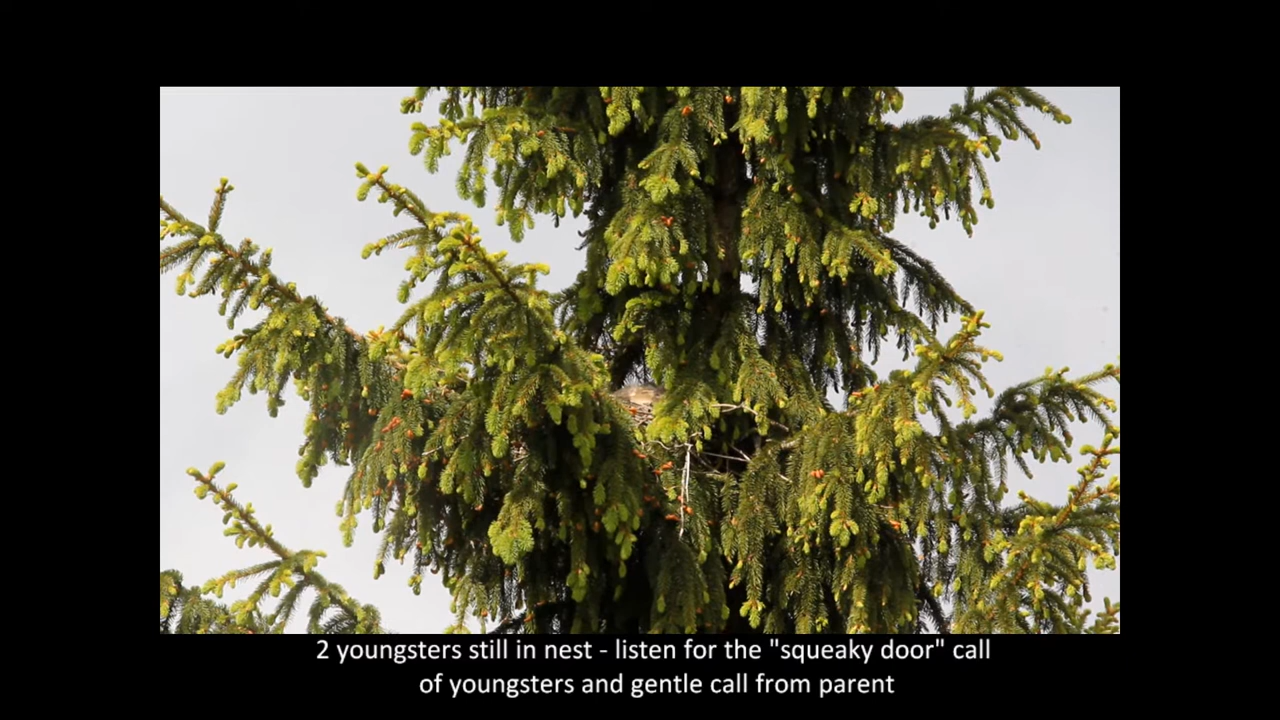 2 youngsters still in nest - listen for the "squeaky door" call
of youngsters and gentle call from parent